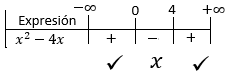 −∞ 0 4 +∞
Expresión
x² − 4x + − +
✓ x ✓